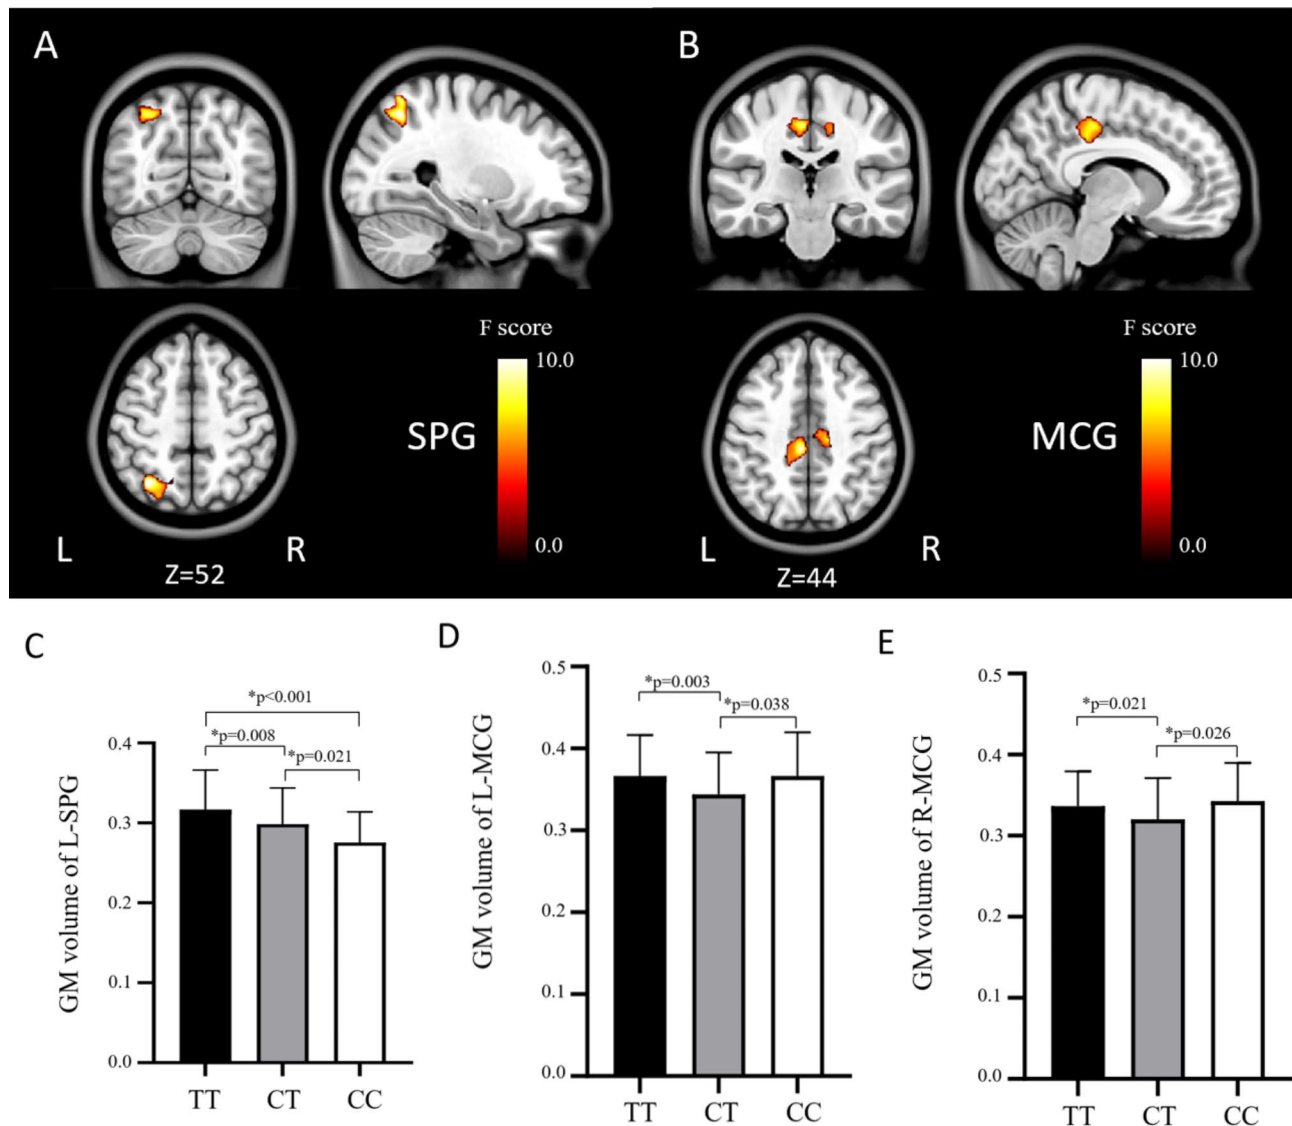 A
B
F score
10.0
SPG
0.0
L
R
Z=52
F score
10.0
MCG
0.0
L
R
Z=44
C
GM volume of L-SPG
0.4
0.3
0.2
0.1
0.0
*p<0.001
*p=0.008
*p=0.021
TT
CT
CC
D
GM volume of L-MCG
0.5
0.4
0.3
0.2
0.1
0.0
*p=0.003
*p=0.038
TT
CT
CC
E
GM volume of R-MCG
0.5
0.4
0.3
0.2
0.1
0.0
*p=0.021
*p=0.026
TT
CT
CC